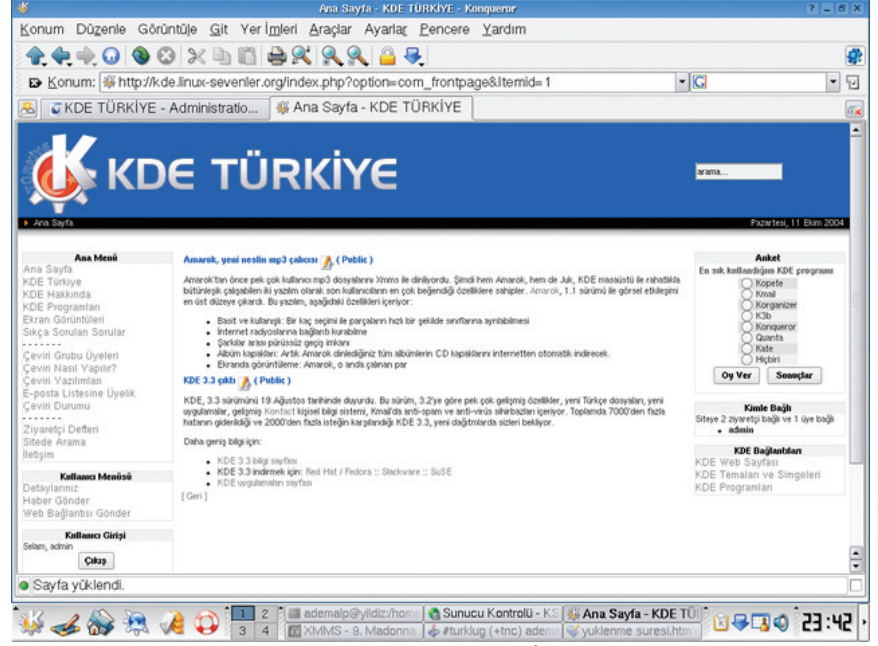 Ana Sayfa - KDE TÜRKİYE - Konqueror
Konum Düzenle Görüntüle Git Yer İmleri Araçlar Ayarlar Pencere Yardım
Konum: http://kde.linux-sevenler.org/index.php?option=com_frontpage&Itemid=1
KDE TÜRKİYE - Administratio... Ana Sayfa - KDE TÜRKİYE
KDE TÜRKİYE
arama...
Ana Sayfa
Pazartesi, 11 Ekim 2004
Ana Menü
Ana Sayfa
KDE Türkiye
KDE Hakkında
KDE Programları
Ekran Görüntüleri
Sıkça Sorulan Sorular
- - - - - - -
Çeviri Grubu Üyeleri
Çeviri Nasıl Yapılır?
Çeviri Yazılımları
E-posta Listesine Üyelik
Çeviri Durumu
- - - - - - -
Ziyaretçi Defteri
Sitede Arama
İletişim
Kullanıcı Menüsü
Detaylarınız
Haber Gönder
Web Bağlantısı Gönder
Kullanıcı Girişi
Selam, admin
Çıkış
Amarok, yeni neslin mp3 çalıcısı ( Public )
Amarok'tan önce pek çok kullanıcı mp3 dosyalarını Xmms ile dinliyordu. Şimdi hem Amarok, hem de Juk, KDE masaüstü ile rahatlıkla
bütünleşik çalışabilen iki yazılım olarak son kullanıcıların en çok beğendiği özelliklere sahipler. Amarok, 1.1 sürümü ile görsel etkileşimi
en üst düzeye çıkardı. Bu yazılım, aşağıdaki özellikleri içeriyor:
• Basit ve kullanışlı: Bir kaç seçimi ile parçaların hızlı bir şekilde sınıflarına ayrılabilmesi
• İnternet radyoslarına bağlantı kurabilme
• Şarkılar arası pürüssüz geçiş imkanı
• Albüm kapakları: Artık Amarok dinlediğiniz tüm albümlerin CD kapaklarını internetten otomatik indirecek.
• Ekranda görüntüleme: Amarok, o anda çalınan par
KDE 3.3 çıktı ( Public )
KDE, 3.3 sürümünü 19 Ağustos tarihinde duyurdu. Bu sürüm, 3.2'ye göre pek çok gelişmiş özellikler, yeni Türkçe dosyaları, yeni
uygulamalar, gelişmiş Kontact kişisel bilgi sistemi, Kmail'da anti-spam ve anti-virüs sihirbazları içeriyor. Toplamda 7000'den fazla
hatanın giderildiği ve 2000'den fazla isteğin karşılandığı KDE 3.3, yeni dağıtımlarda sizleri bekliyor.
Daha geniş bilgi için:
• KDE 3.3 bilgi sayfası
• KDE 3.3 indirmek için: Red Hat / Fedora :: Slackware :: SuSE
• KDE uygulamaları sayfası
[ Geri ]
Anket
En sık kullandığım KDE programı
Kopete
Kmail
Korganizer
K3b
Konqueror
Quanta
Kate
Hiçbiri
Oy Ver Sonuçlar
Kimle Bağlı
Siteye 2 ziyaretçi bağlı ve 1 üye bağlı
• admin
KDE Bağlantıları
KDE Web Sayfası
KDE Temaları ve Simgeleri
KDE Programları
Sayfa yüklendi.
1 2 ademalp@yildiz:/home Sunucu Kontrolü - KS Ana Sayfa - KDE TÜ
3 4 XMMS - 9. Madonna #turklug (+tnc) adem yuklenme suresi.htm
23:42